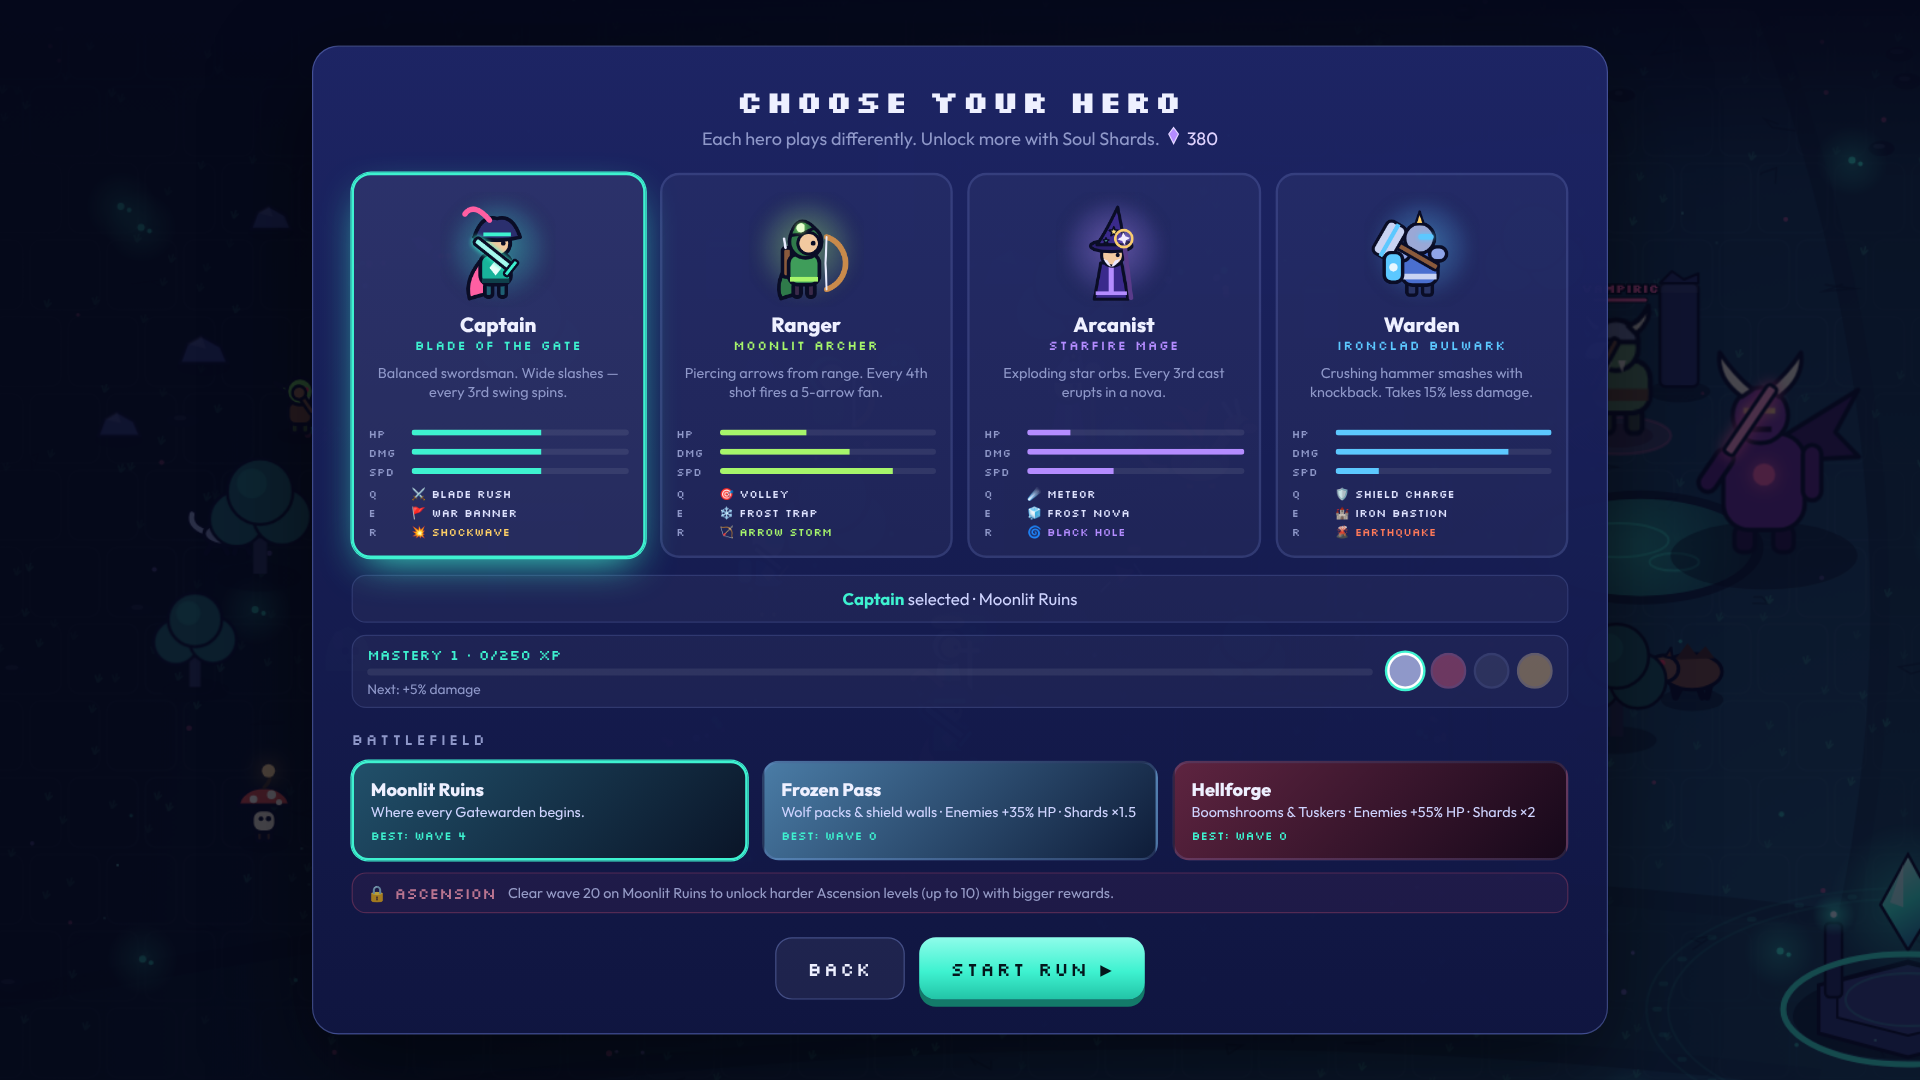 CHOOSE YOUR HERO
Each hero plays differently. Unlock more with Soul Shards. 380
Captain
BLADE OF THE GATE
Balanced swordsman. Wide slashes —
every 3rd swing spins.
HP
DMG
SPD
Q ⚔️ BLADE RUSH
E 🚩 WAR BANNER
R 💥 SHOCKWAVE
Ranger
MOONLIT ARCHER
Piercing arrows from range. Every 4th
shot fires a 5-arrow fan.
HP
DMG
SPD
Q 🎯 VOLLEY
E ❄️ FROST TRAP
R 🏹 ARROW STORM
Arcanist
STARFIRE MAGE
Exploding star orbs. Every 3rd cast
erupts in a nova.
HP
DMG
SPD
Q ☄️ METEOR
E 🧊 FROST NOVA
R 🌀 BLACK HOLE
Warden
IRONCLAD BULWARK
Crushing hammer smashes with
knockback. Takes 15% less damage.
HP
DMG
SPD
Q 🛡️ SHIELD CHARGE
E 🏰 IRON BASTION
R 🌋 EARTHQUAKE
Captain selected · Moonlit Ruins
MASTERY 1 · 0/250 XP
Next: +5% damage
BATTLEFIELD
Moonlit Ruins
Where every Gatewarden begins.
BEST: WAVE 4
Frozen Pass
Wolf packs & shield walls · Enemies +35% HP · Shards ×1.5
BEST: WAVE 0
Hellforge
Boomshrooms & Tuskers · Enemies +55% HP · Shards ×2
BEST: WAVE 0
🔒 ASCENSION Clear wave 20 on Moonlit Ruins to unlock harder Ascension levels (up to 10) with bigger rewards.
BACK
START RUN ▶